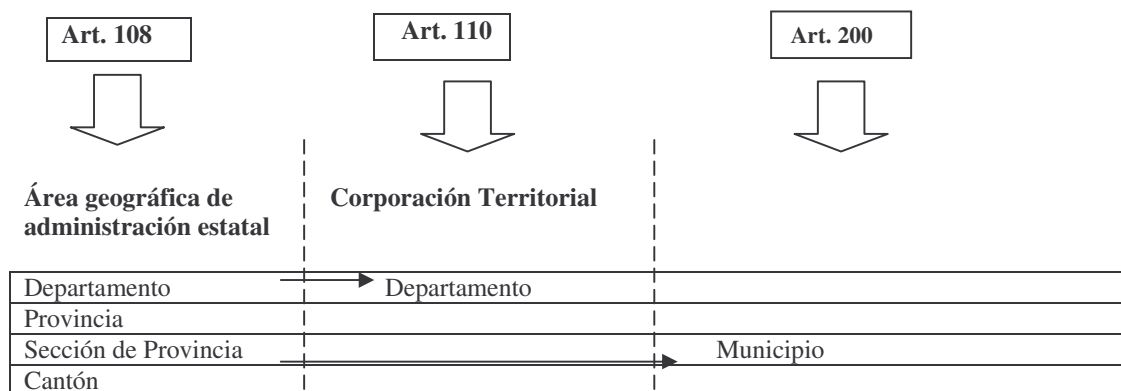 Art. 108
Art. 110
Art. 200
Área geográfica de
administración estatal
Corporación Territorial
Departamento
Departamento
Provincia
Sección de Provincia
Municipio
Cantón